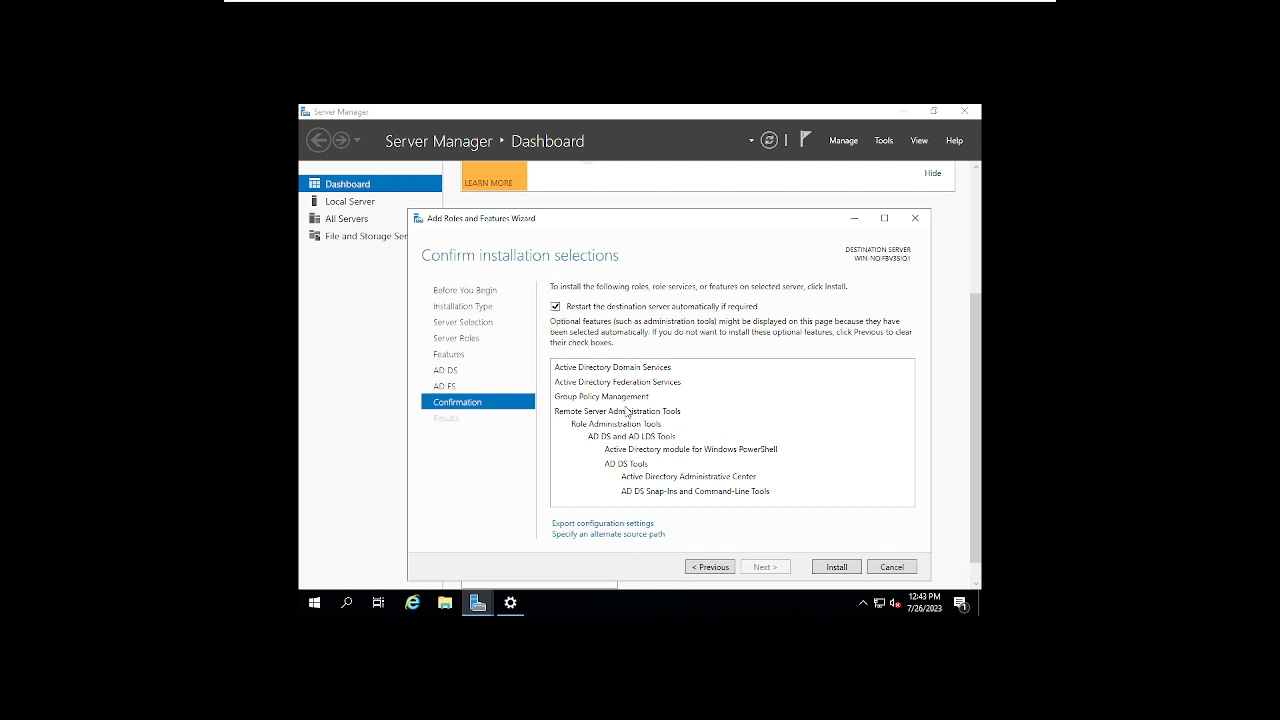 Server Manager
Server Manager • Dashboard
Manage Tools View Help
LEARN MORE
Hide
Dashboard
Local Server
All Servers
File and Storage Ser
Add Roles and Features Wizard
Confirm installation selections
DESTINATION SERVER
Before You Begin
Installation Type
Server Selection
Server Roles
Features
AD DS
AD FS
Confirmation
Results
To install the following roles, role services, or features on selected server, click Install.
Restart the destination server automatically if required
Optional features (such as administration tools) might be displayed on this page because they have
been selected automatically. If you do not want to install these optional features, click Previous to clear
their check boxes.
Active Directory Domain Services
Active Directory Federation Services
Group Policy Management
Remote Server Administration Tools
Role Administration Tools
AD DS and AD LDS Tools
Active Directory module for Windows PowerShell
AD DS Tools
Active Directory Administrative Center
AD DS Snap-Ins and Command-Line Tools
Export configuration settings
Specify an alternate source path
< Previous Next > Install Cancel
12:43 PM
7/26/2023
1